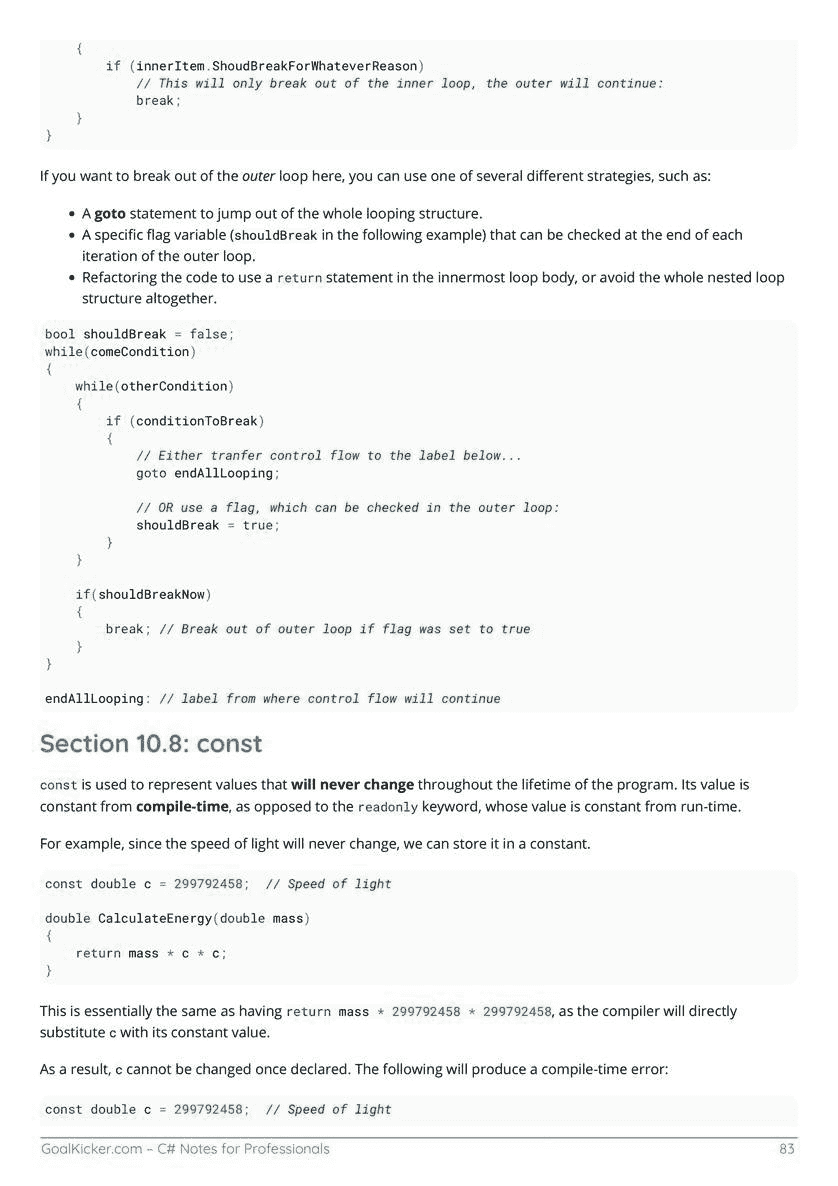 {
        if (innerItem.ShoudBreakForWhateverReason)
            // This will only break out of the inner loop, the outer will continue:
            break;
    }
}
If you want to break out of the outer loop here, you can use one of several different strategies, such as:
• A goto statement to jump out of the whole looping structure.
• A specific flag variable (shouldBreak in the following example) that can be checked at the end of each
iteration of the outer loop.
• Refactoring the code to use a return statement in the innermost loop body, or avoid the whole nested loop
structure altogether.
bool shouldBreak = false;
while(comeCondition)
{
    while(otherCondition)
    {
        if (conditionToBreak)
        {
            // Either tranfer control flow to the label below...
            goto endAllLooping;
            // OR use a flag, which can be checked in the outer loop:
            shouldBreak = true;
        }
    }
    if(shouldBreakNow)
    {
        break; // Break out of outer loop if flag was set to true
    }
}
endAllLooping: // label from where control flow will continue
Section 10.8: const
const is used to represent values that will never change throughout the lifetime of the program. Its value is
constant from compile-time, as opposed to the readonly keyword, whose value is constant from run-time.
For example, since the speed of light will never change, we can store it in a constant.
const double c = 299792458;  // Speed of light
double CalculateEnergy(double mass)
{
    return mass * c * c;
}
This is essentially the same as having return mass * 299792458 * 299792458, as the compiler will directly
substitute c with its constant value.
As a result, c cannot be changed once declared. The following will produce a compile-time error:
const double c = 299792458;  // Speed of light
GoalKicker.com – C# Notes for Professionals 83